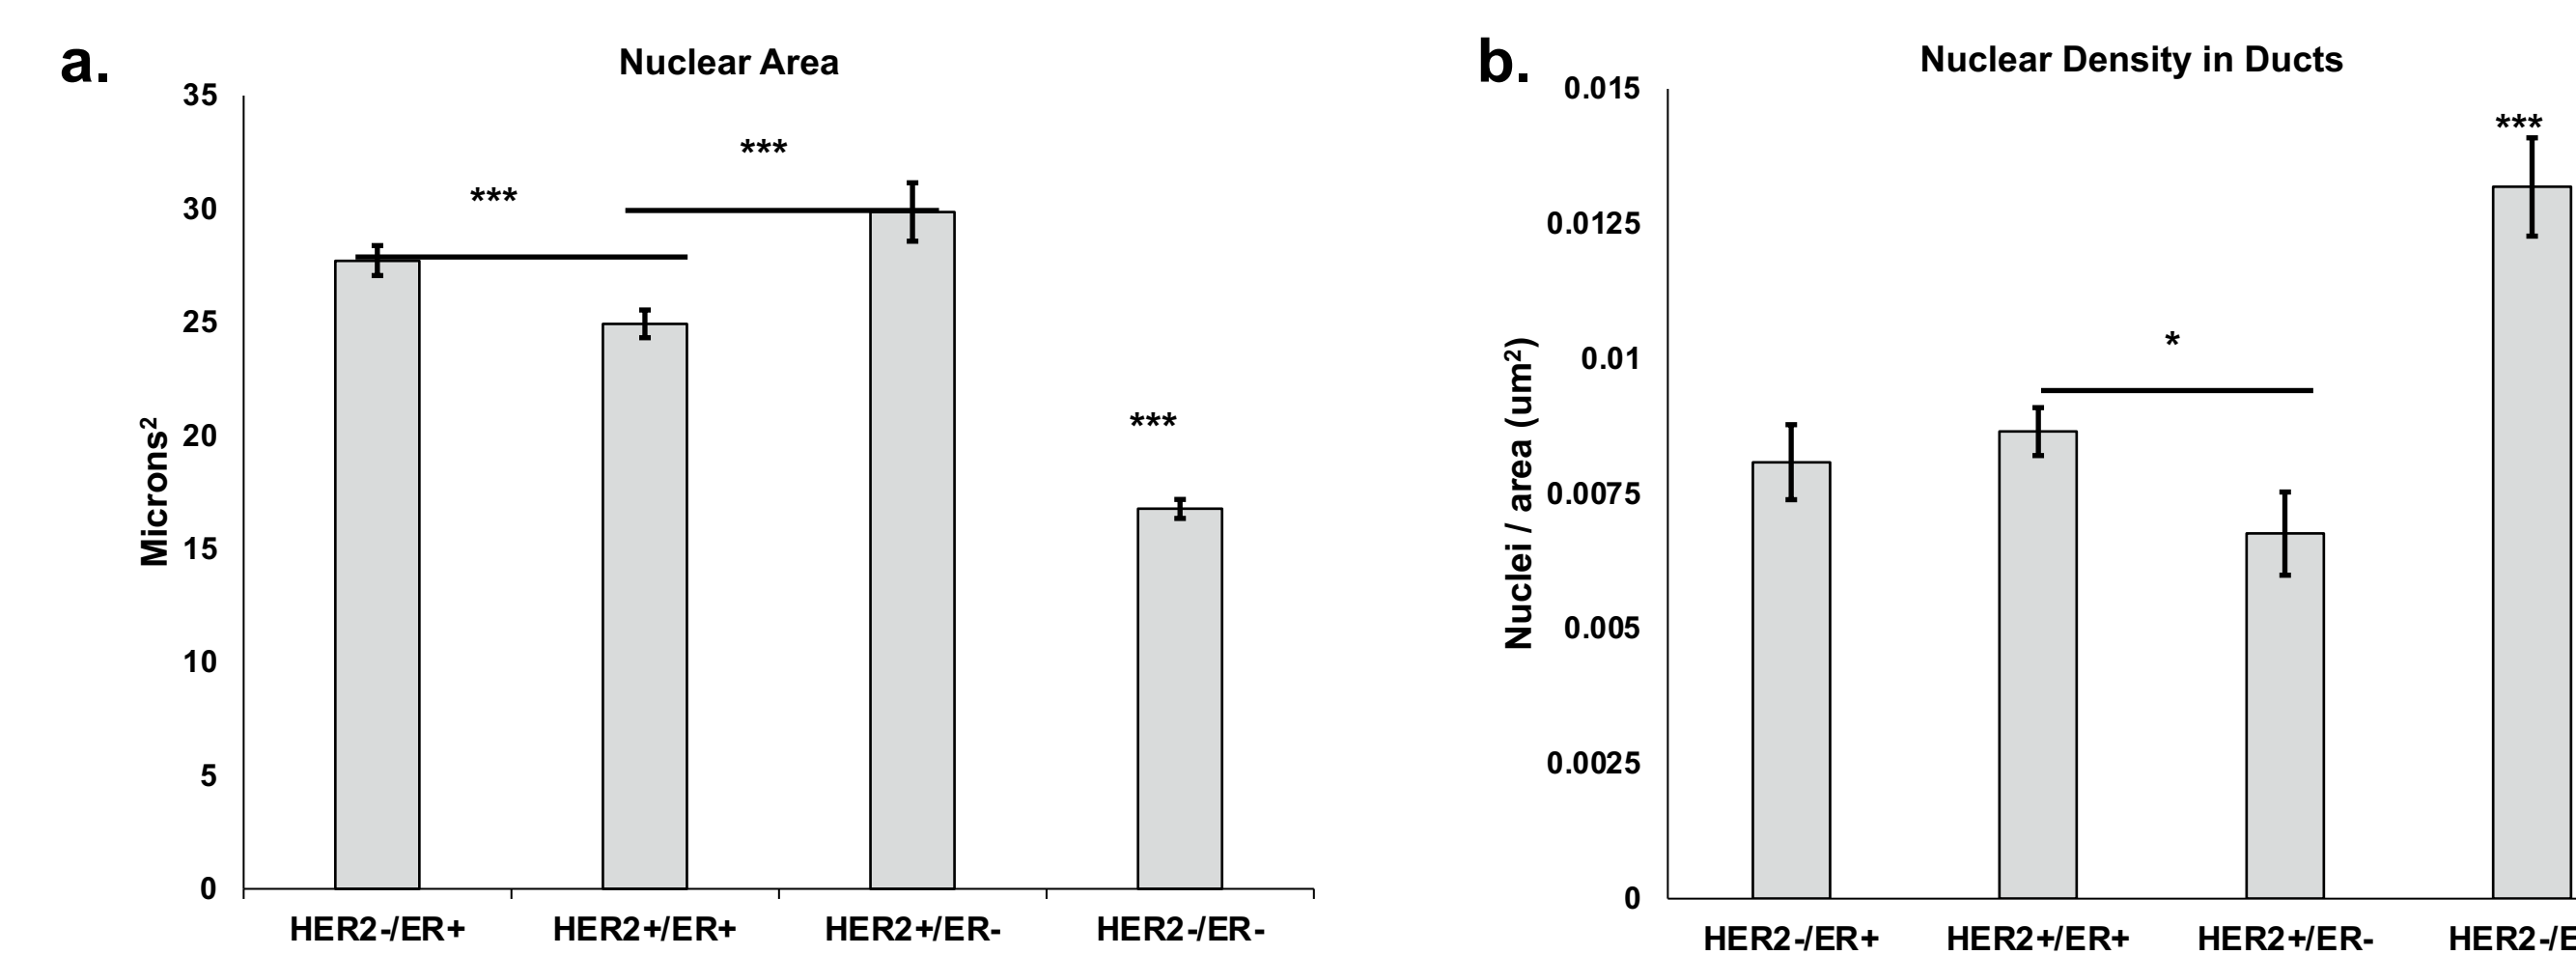 a.
Nuclear Area
35
30
25
20
15
10
5
0
Microns²
***
***
***
HER2-/ER+ HER2+/ER+ HER2+/ER- HER2-/ER-
b.
Nuclear Density in Ducts
0.015
0.0125
0.01
0.0075
0.005
0.0025
0
Nuclei / area (um²)
*
***
HER2-/ER+ HER2+/ER+ HER2+/ER- HER2-/E